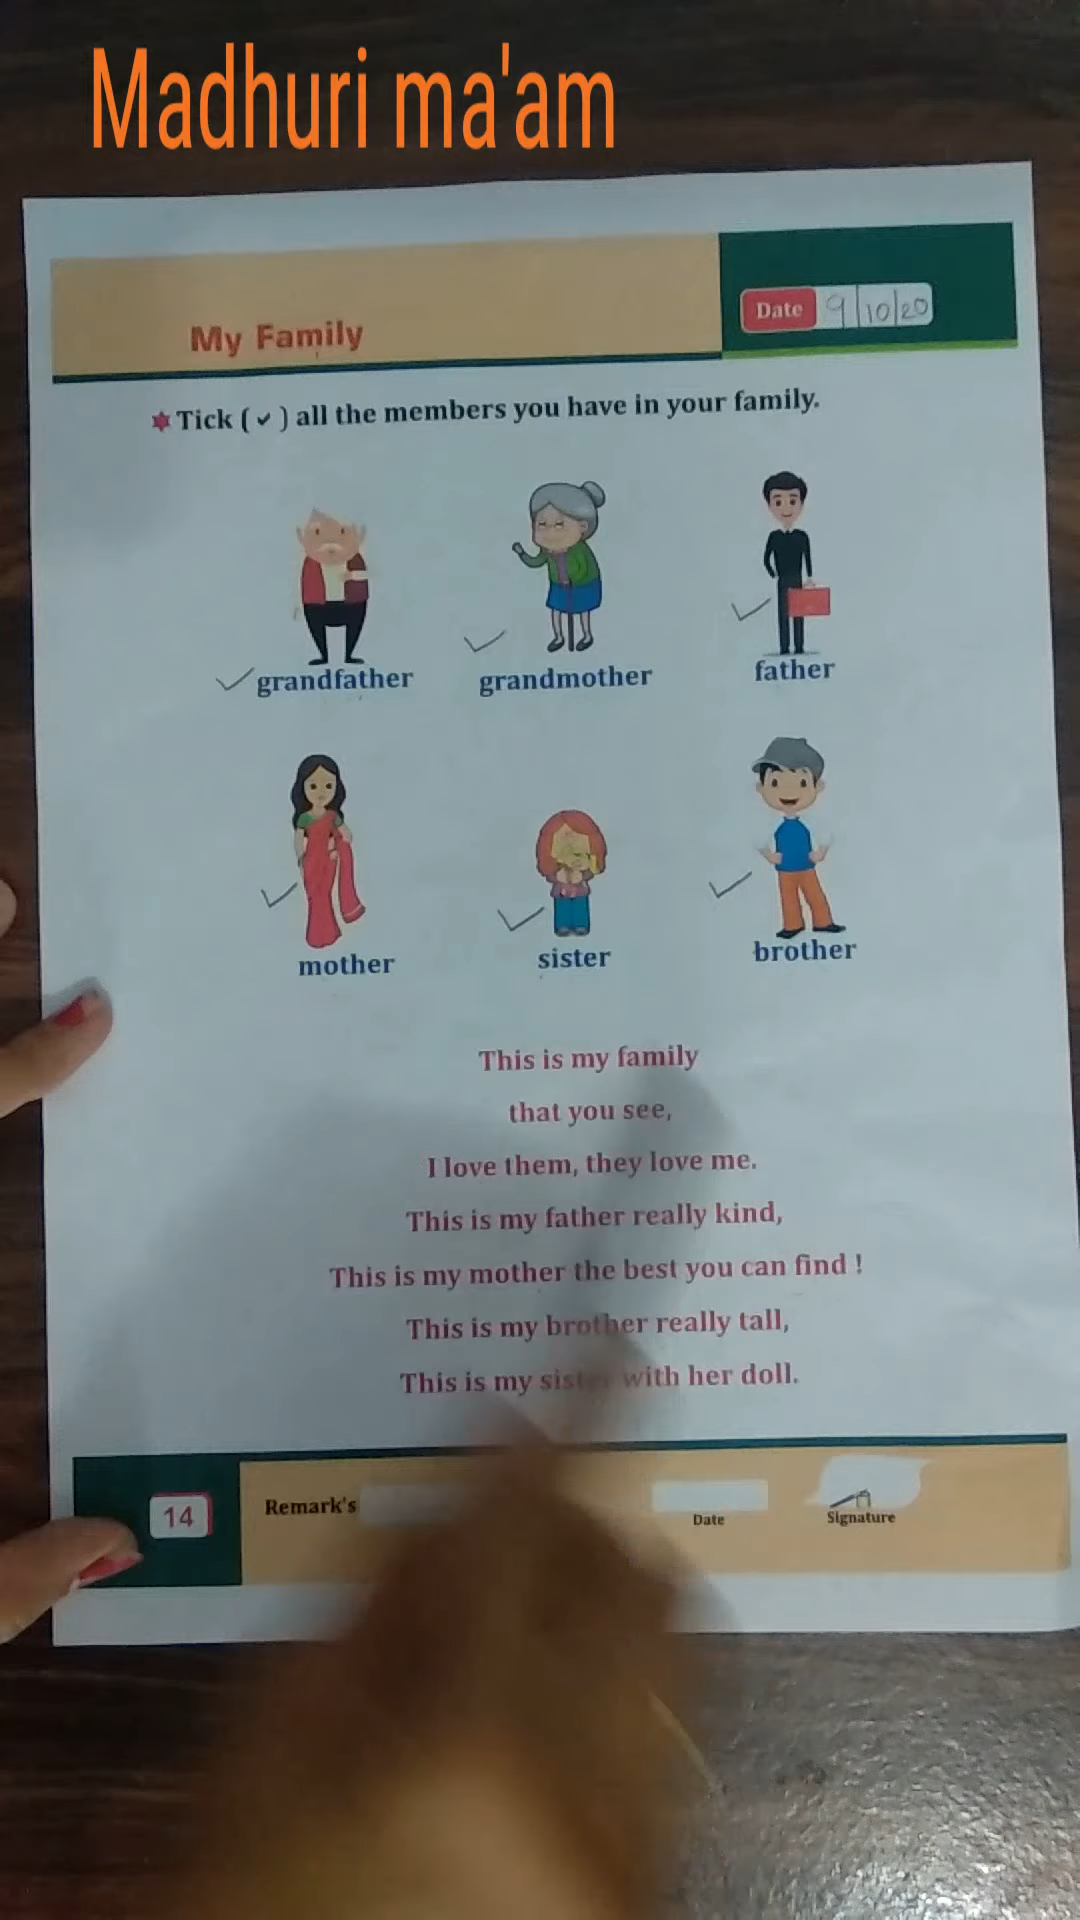 Madhuri ma'am
My Family
Date 9/10/20
Tick ( ✓ ) all the members you have in your family.
grandfather grandmother father
mother sister brother
This is my family
that you see,
I love them, they love me.
This is my father really kind,
This is my mother the best you can find !
This is my brother really tall,
This is my sister with her doll.
14 Remark's Date Signature